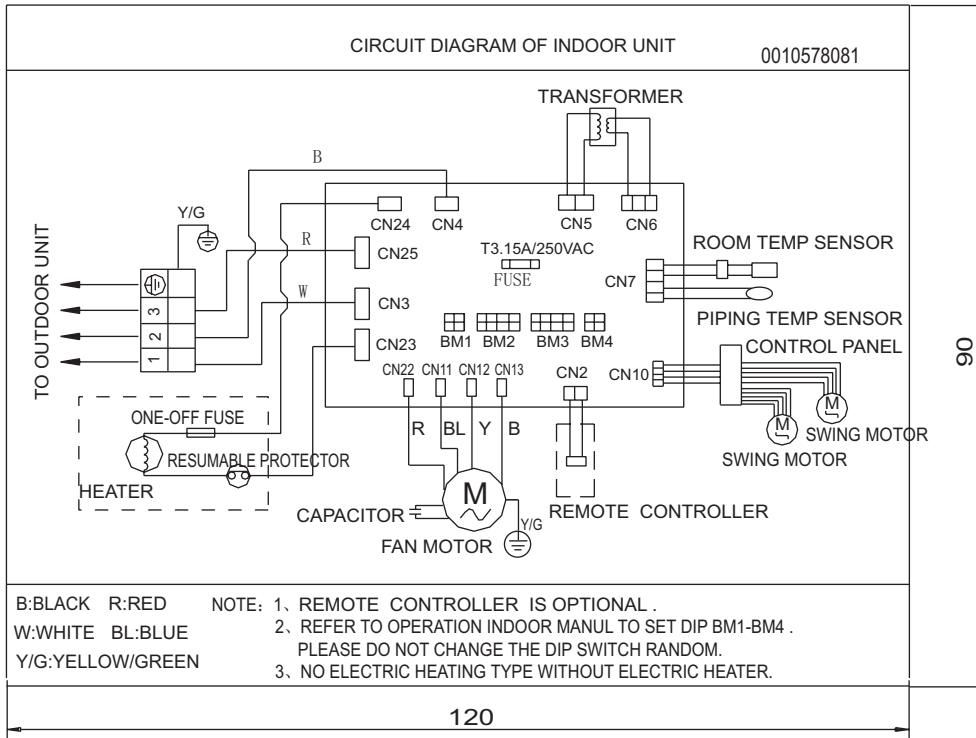 CIRCUIT DIAGRAM OF INDOOR UNIT
0010578081
TRANSFORMER
B
Y/G
CN24
CN4
CN5
CN6
R
CN25
T3.15A/250VAC
FUSE
ROOM TEMP SENSOR
CN7
W
CN3
PIPING TEMP SENSOR
TO OUTDOOR UNIT
3
2
1
BM1
BM2
BM3
BM4
CN23
CONTROL PANEL
CN22
CN11
CN12
CN13
CN2
CN10
ONE-OFF FUSE
R
BL
Y
B
M
SWING MOTOR
M
SWING MOTOR
RESUMABLE PROTECTOR
HEATER
M
CAPACITOR
Y/G
REMOTE CONTROLLER
FAN MOTOR
B:BLACK R:RED
W:WHITE BL:BLUE
Y/G:YELLOW/GREEN
NOTE: 1、REMOTE CONTROLLER IS OPTIONAL .
2、REFER TO OPERATION INDOOR MANUL TO SET DIP BM1-BM4 .
PLEASE DO NOT CHANGE THE DIP SWITCH RANDOM.
3、NO ELECTRIC HEATING TYPE WITHOUT ELECTRIC HEATER.
120
90